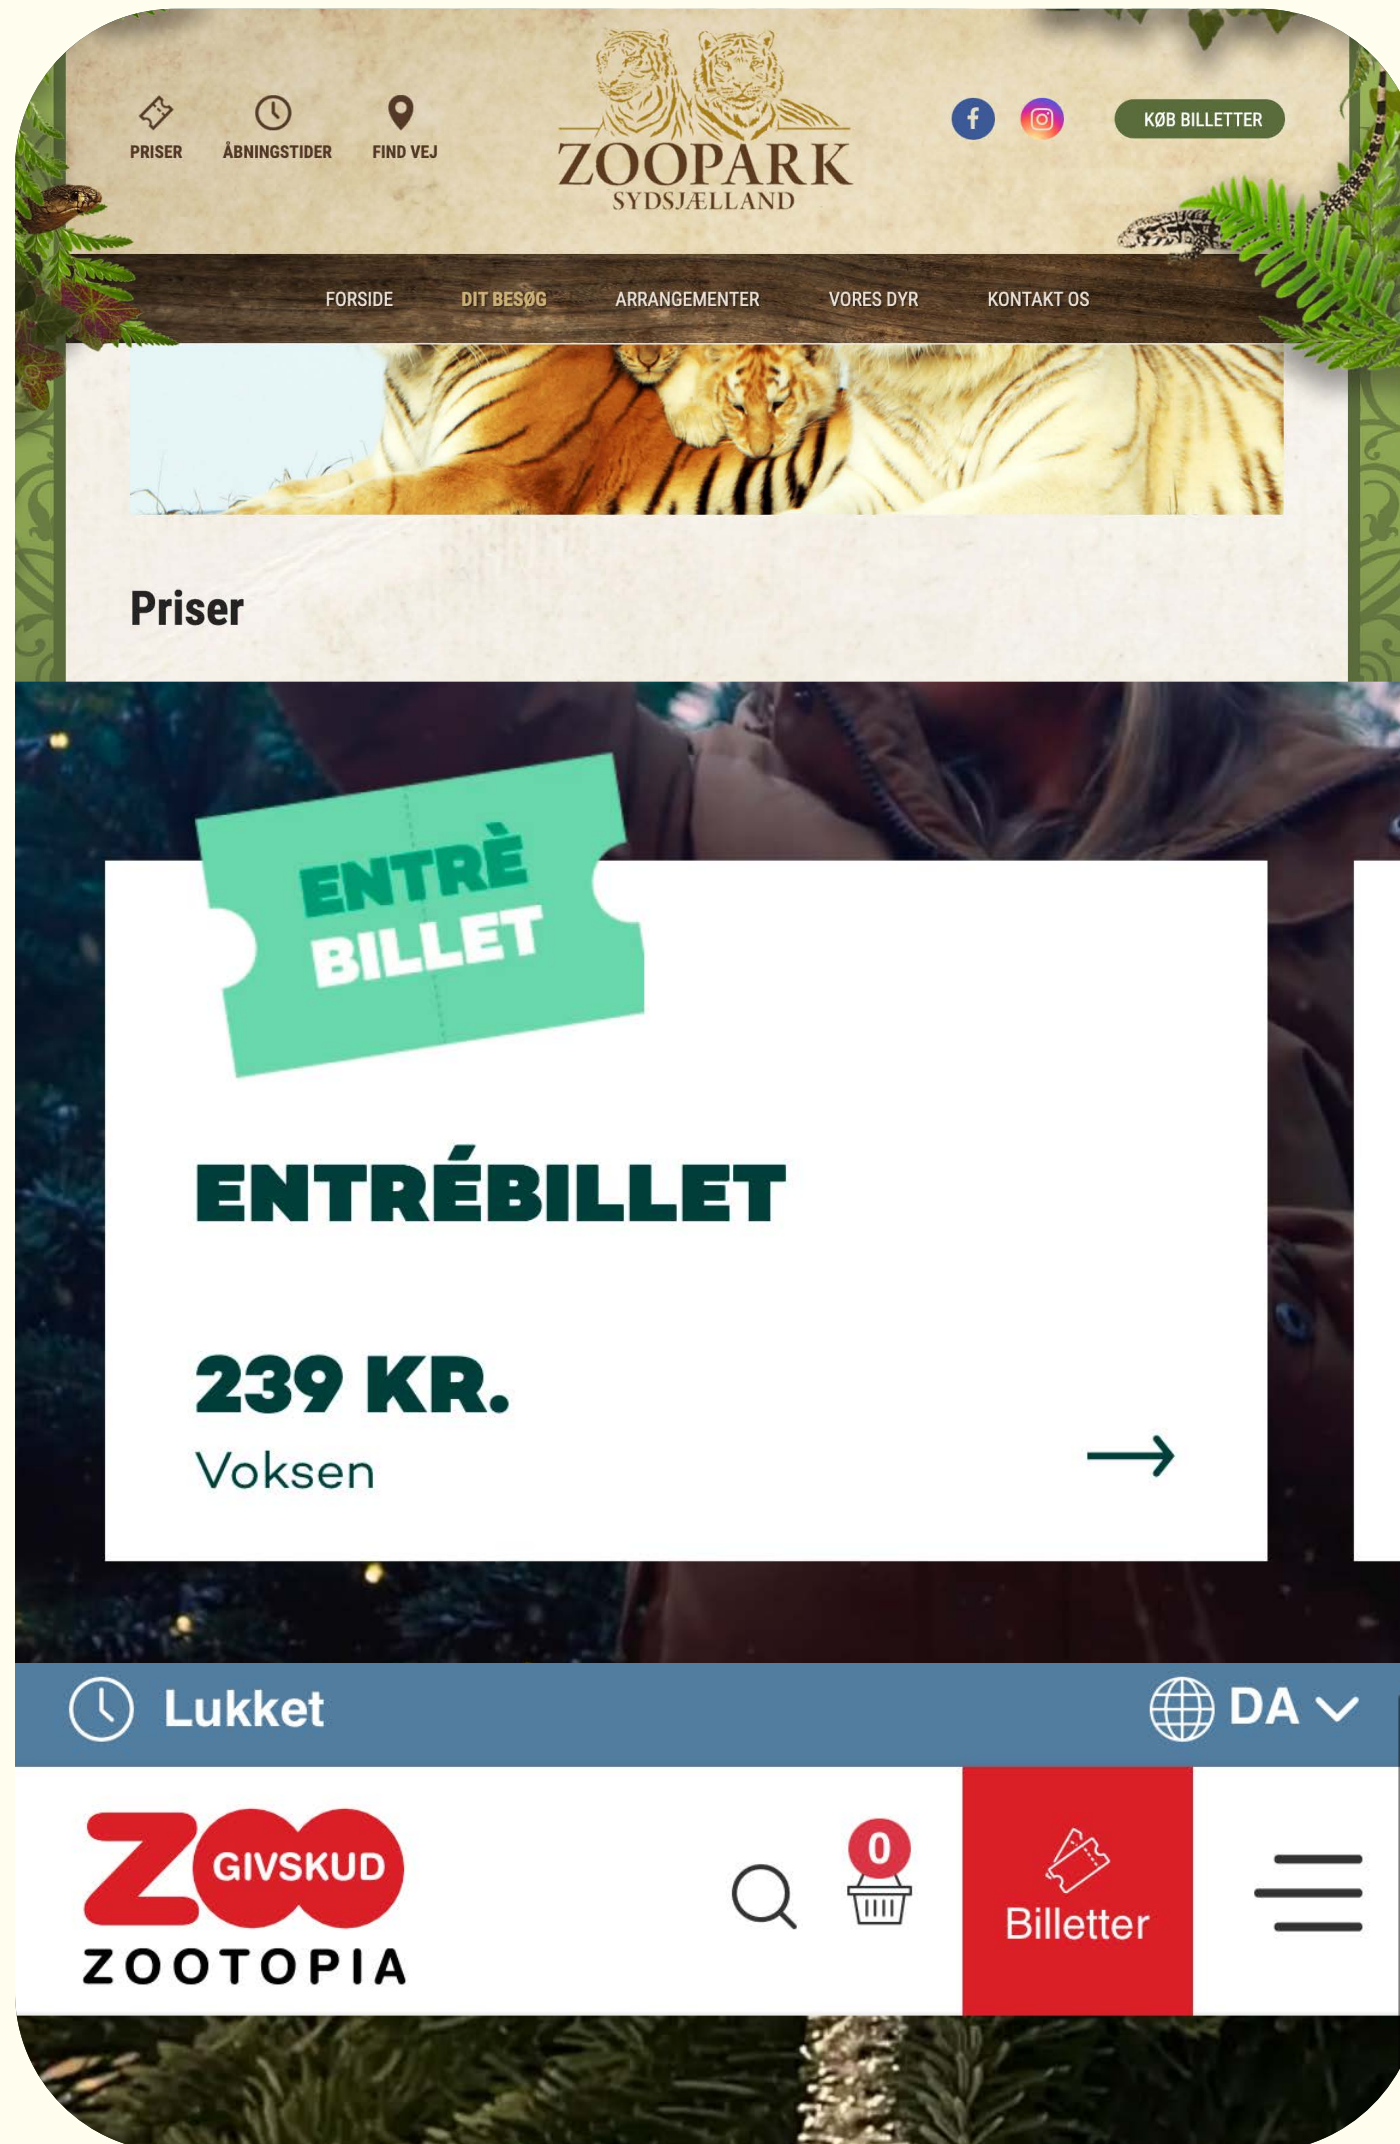 PRISER
ÅBNINGSTIDER
FIND VEJ
ZOOPARK
SYDSJÆLLAND
KØB BILLETTER
FORSIDE
DIT BESØG
ARRANGEMENTER
VORES DYR
KONTAKT OS
Priser
ENTRÈ
BILLET
ENTRÉBILLET
239 KR.
Voksen
Lukket
DA
ZOO
GIVSKUD
ZOOTOPIA
0
Billetter